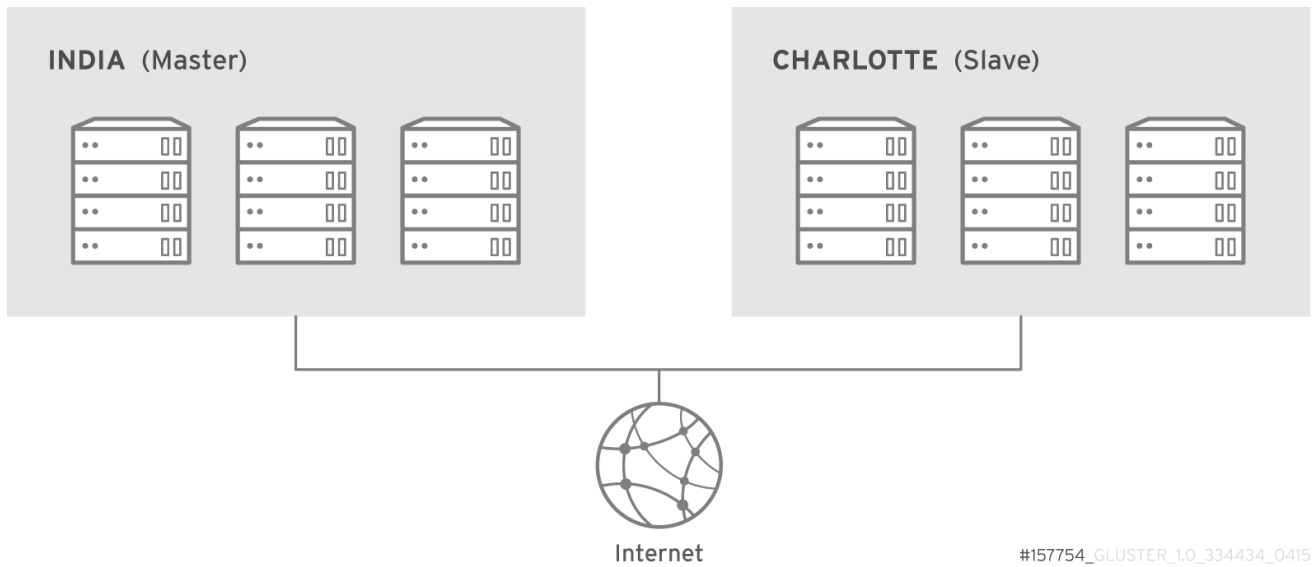 INDIA (Master)
CHARLOTTE (Slave)
Internet
#157754_GLUSTER_1.0_334434_0415